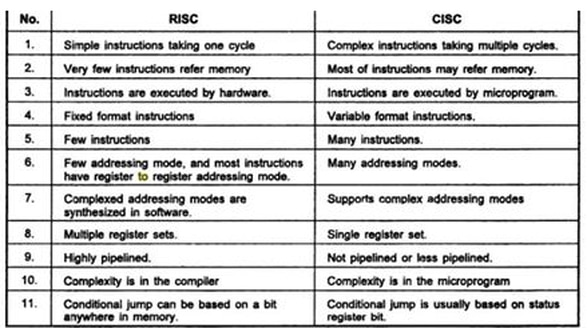 No. RISC CISC
1. Simple instructions taking one cycle Complex instructions taking multiple cycles.
2. Very few instructions refer memory Most of instructions may refer memory.
3. Instructions are executed by hardware. Instructions are executed by microprogram.
4. Fixed format instructions Variable format instructions.
5. Few instructions Many instructions.
6. Few addressing mode, and most instructions Many addressing modes.
have register to register addressing mode.
7. Complexed addressing modes are Supports complex addressing modes
synthesized in software.
8. Multiple register sets. Single register set.
9. Highly pipelined. Not pipelined or less pipelined.
10. Complexity is in the compiler Complexity is in the microprogram
11. Conditional jump can be based on a bit Conditional jump is usually based on status
anywhere in memory. register bit.